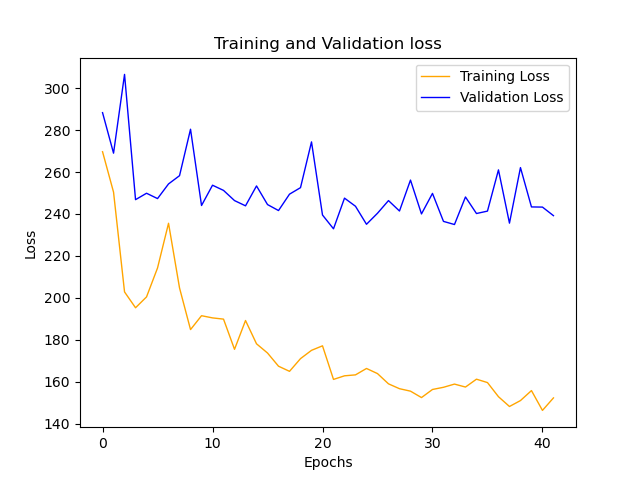 Training and Validation loss
Training Loss
Validation Loss
Loss
300
280
260
240
220
200
180
160
140
0 10 20 30 40
Epochs